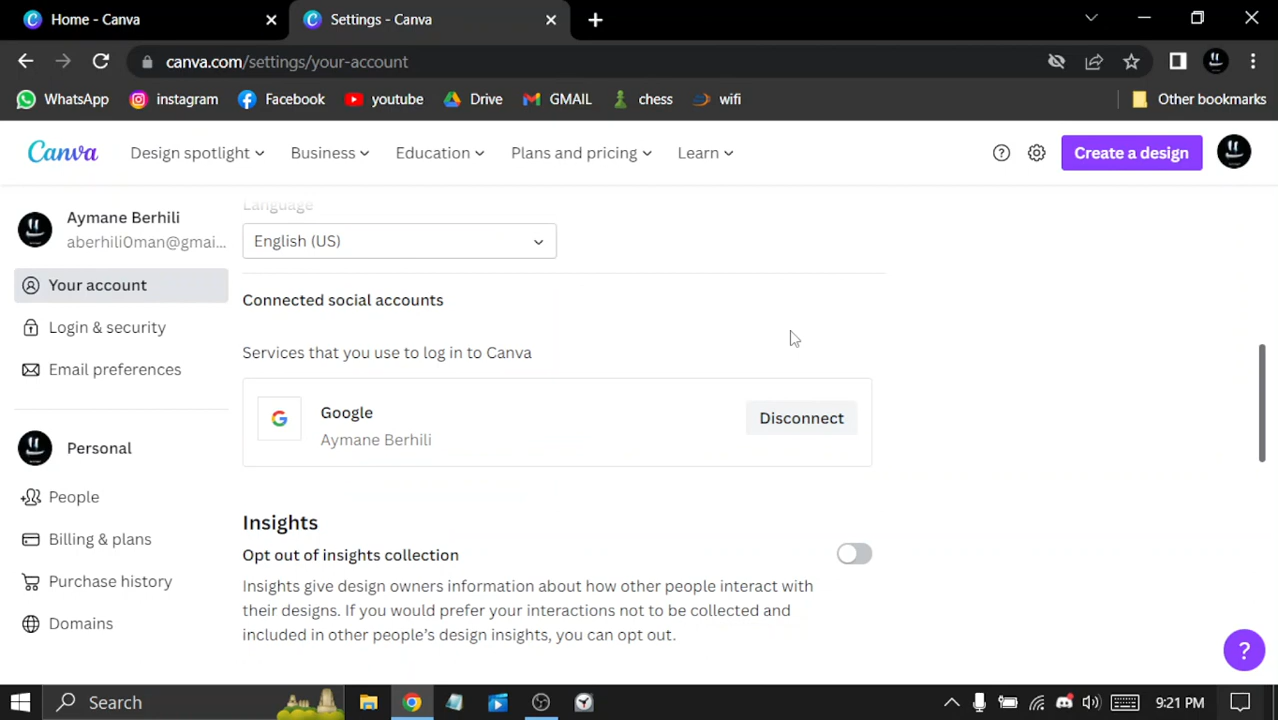 Home - Canva
Settings - Canva
canva.com/settings/your-account
WhatsApp
instagram
Facebook
youtube
Drive
GMAIL
chess
wifi
Other bookmarks
Canva
Design spotlight
Business
Education
Plans and pricing
Learn
Create a design
Aymane Berhili
aberhili0man@gmai...
Your account
Login & security
Email preferences
Personal
People
Billing & plans
Purchase history
Domains
Language
English (US)
Connected social accounts
Services that you use to log in to Canva
Google
Aymane Berhili
Disconnect
Insights
Opt out of insights collection
Insights give design owners information about how other people interact with
their designs. If you would prefer your interactions not to be collected and
included in other people's design insights, you can opt out.
?
Search
9:21 PM